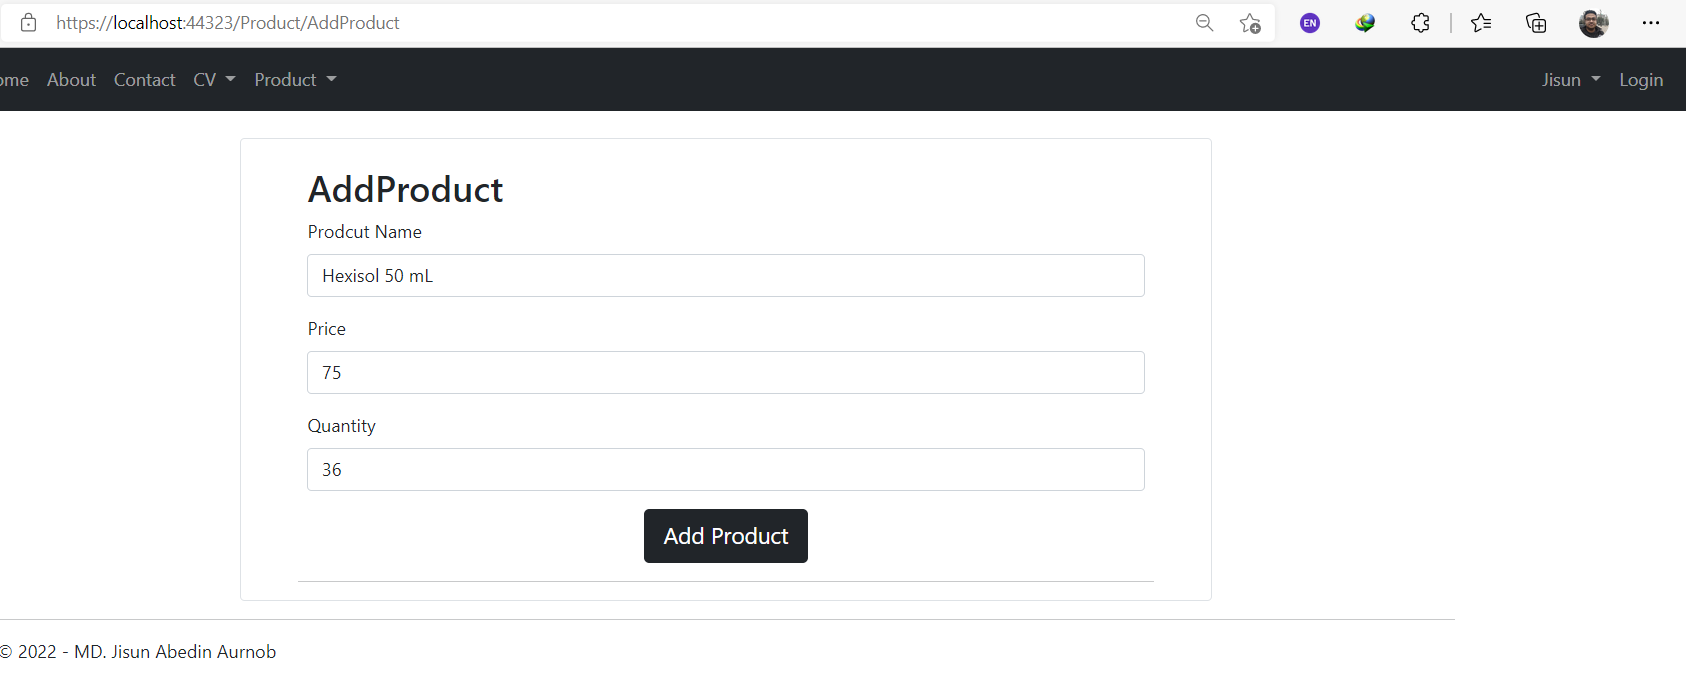 https://localhost:44323/Product/AddProduct
EN
ome About Contact CV Product Jisun Login
AddProduct
Prodcut Name
Hexisol 50 mL
Price
75
Quantity
36
Add Product
© 2022 - MD. Jisun Abedin Aurnob